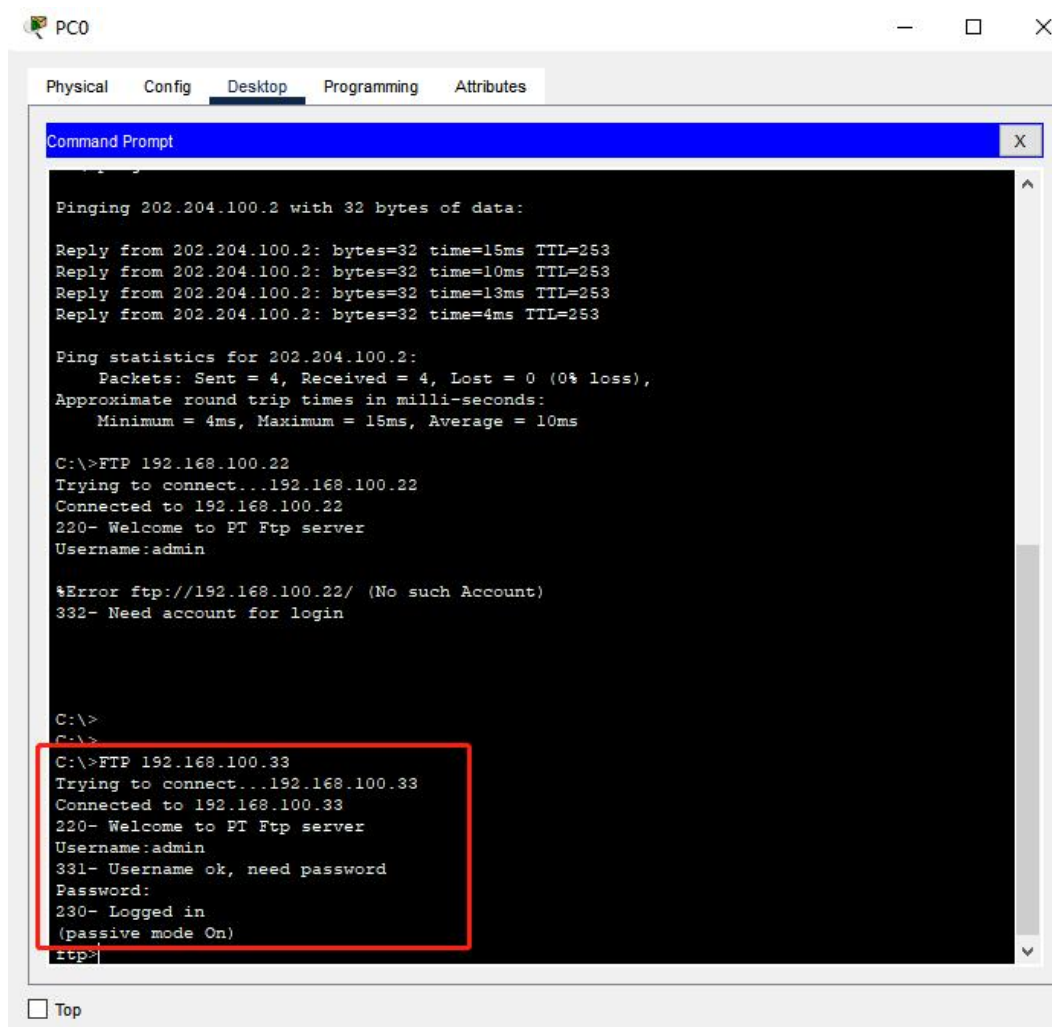 PC0
Physical Config Desktop Programming Attributes
Command Prompt
X
Pinging 202.204.100.2 with 32 bytes of data:
Reply from 202.204.100.2: bytes=32 time=15ms TTL=253
Reply from 202.204.100.2: bytes=32 time=10ms TTL=253
Reply from 202.204.100.2: bytes=32 time=13ms TTL=253
Reply from 202.204.100.2: bytes=32 time=4ms TTL=253
Ping statistics for 202.204.100.2:
Packets: Sent = 4, Received = 4, Lost = 0 (0% loss),
Approximate round trip times in milli-seconds:
Minimum = 4ms, Maximum = 15ms, Average = 10ms
C:\>FTP 192.168.100.22
Trying to connect...192.168.100.22
Connected to 192.168.100.22
220- Welcome to PT Ftp server
Username:admin
%Error ftp://192.168.100.22/ (No such Account)
332- Need account for login
C:\>
C:\>
C:\>FTP 192.168.100.33
Trying to connect...192.168.100.33
Connected to 192.168.100.33
220- Welcome to PT Ftp server
Username:admin
331- Username ok, need password
Password:
230- Logged in
(passive mode On)
ftp>
Top